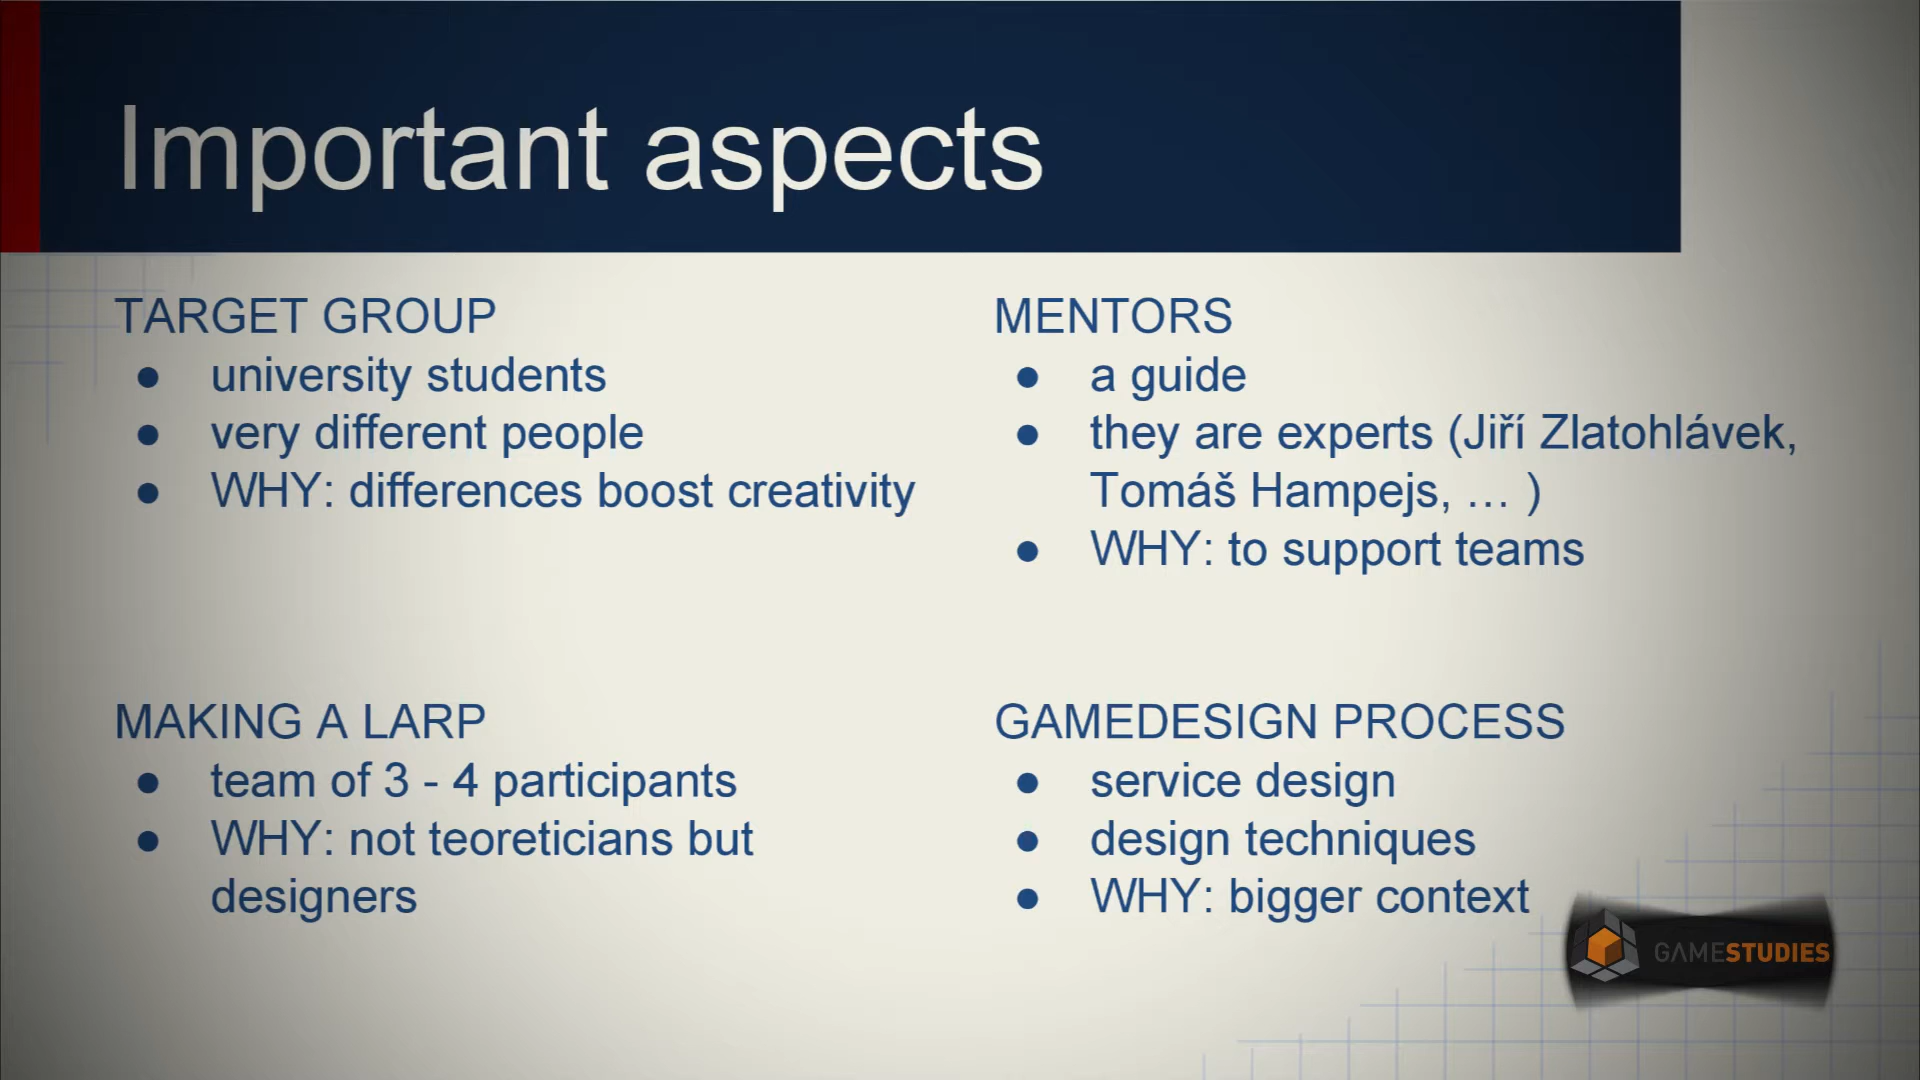 Important aspects
TARGET GROUP
● university students
● very different people
● WHY: differences boost creativity
MENTORS
● a guide
● they are experts (Jiří Zlatohlávek,
Tomáš Hampejs, … )
● WHY: to support teams
MAKING A LARP
● team of 3 - 4 participants
● WHY: not teoreticians but
designers
GAMEDESIGN PROCESS
● service design
● design techniques
● WHY: bigger context
GAMESTUDIES